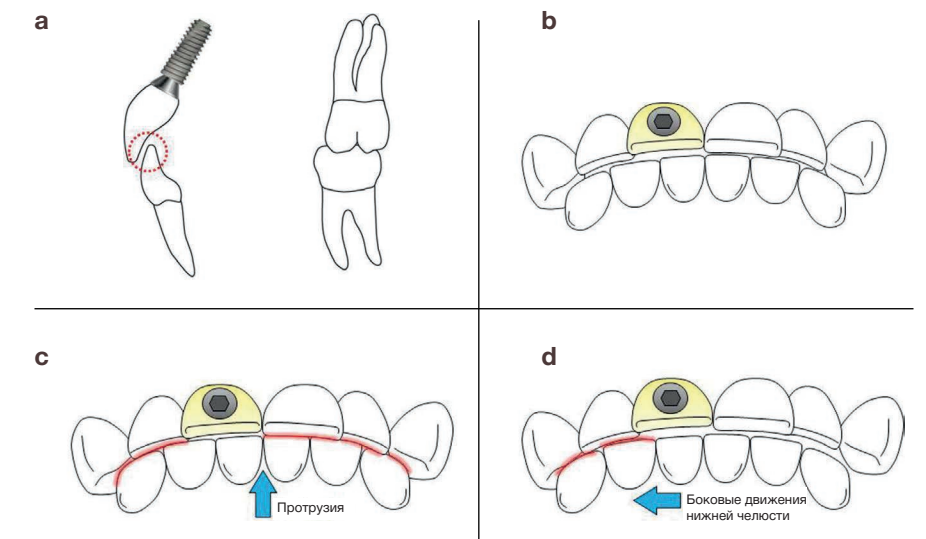 a
b
c
d
Протрузия
Боковые движения
нижней челюсти